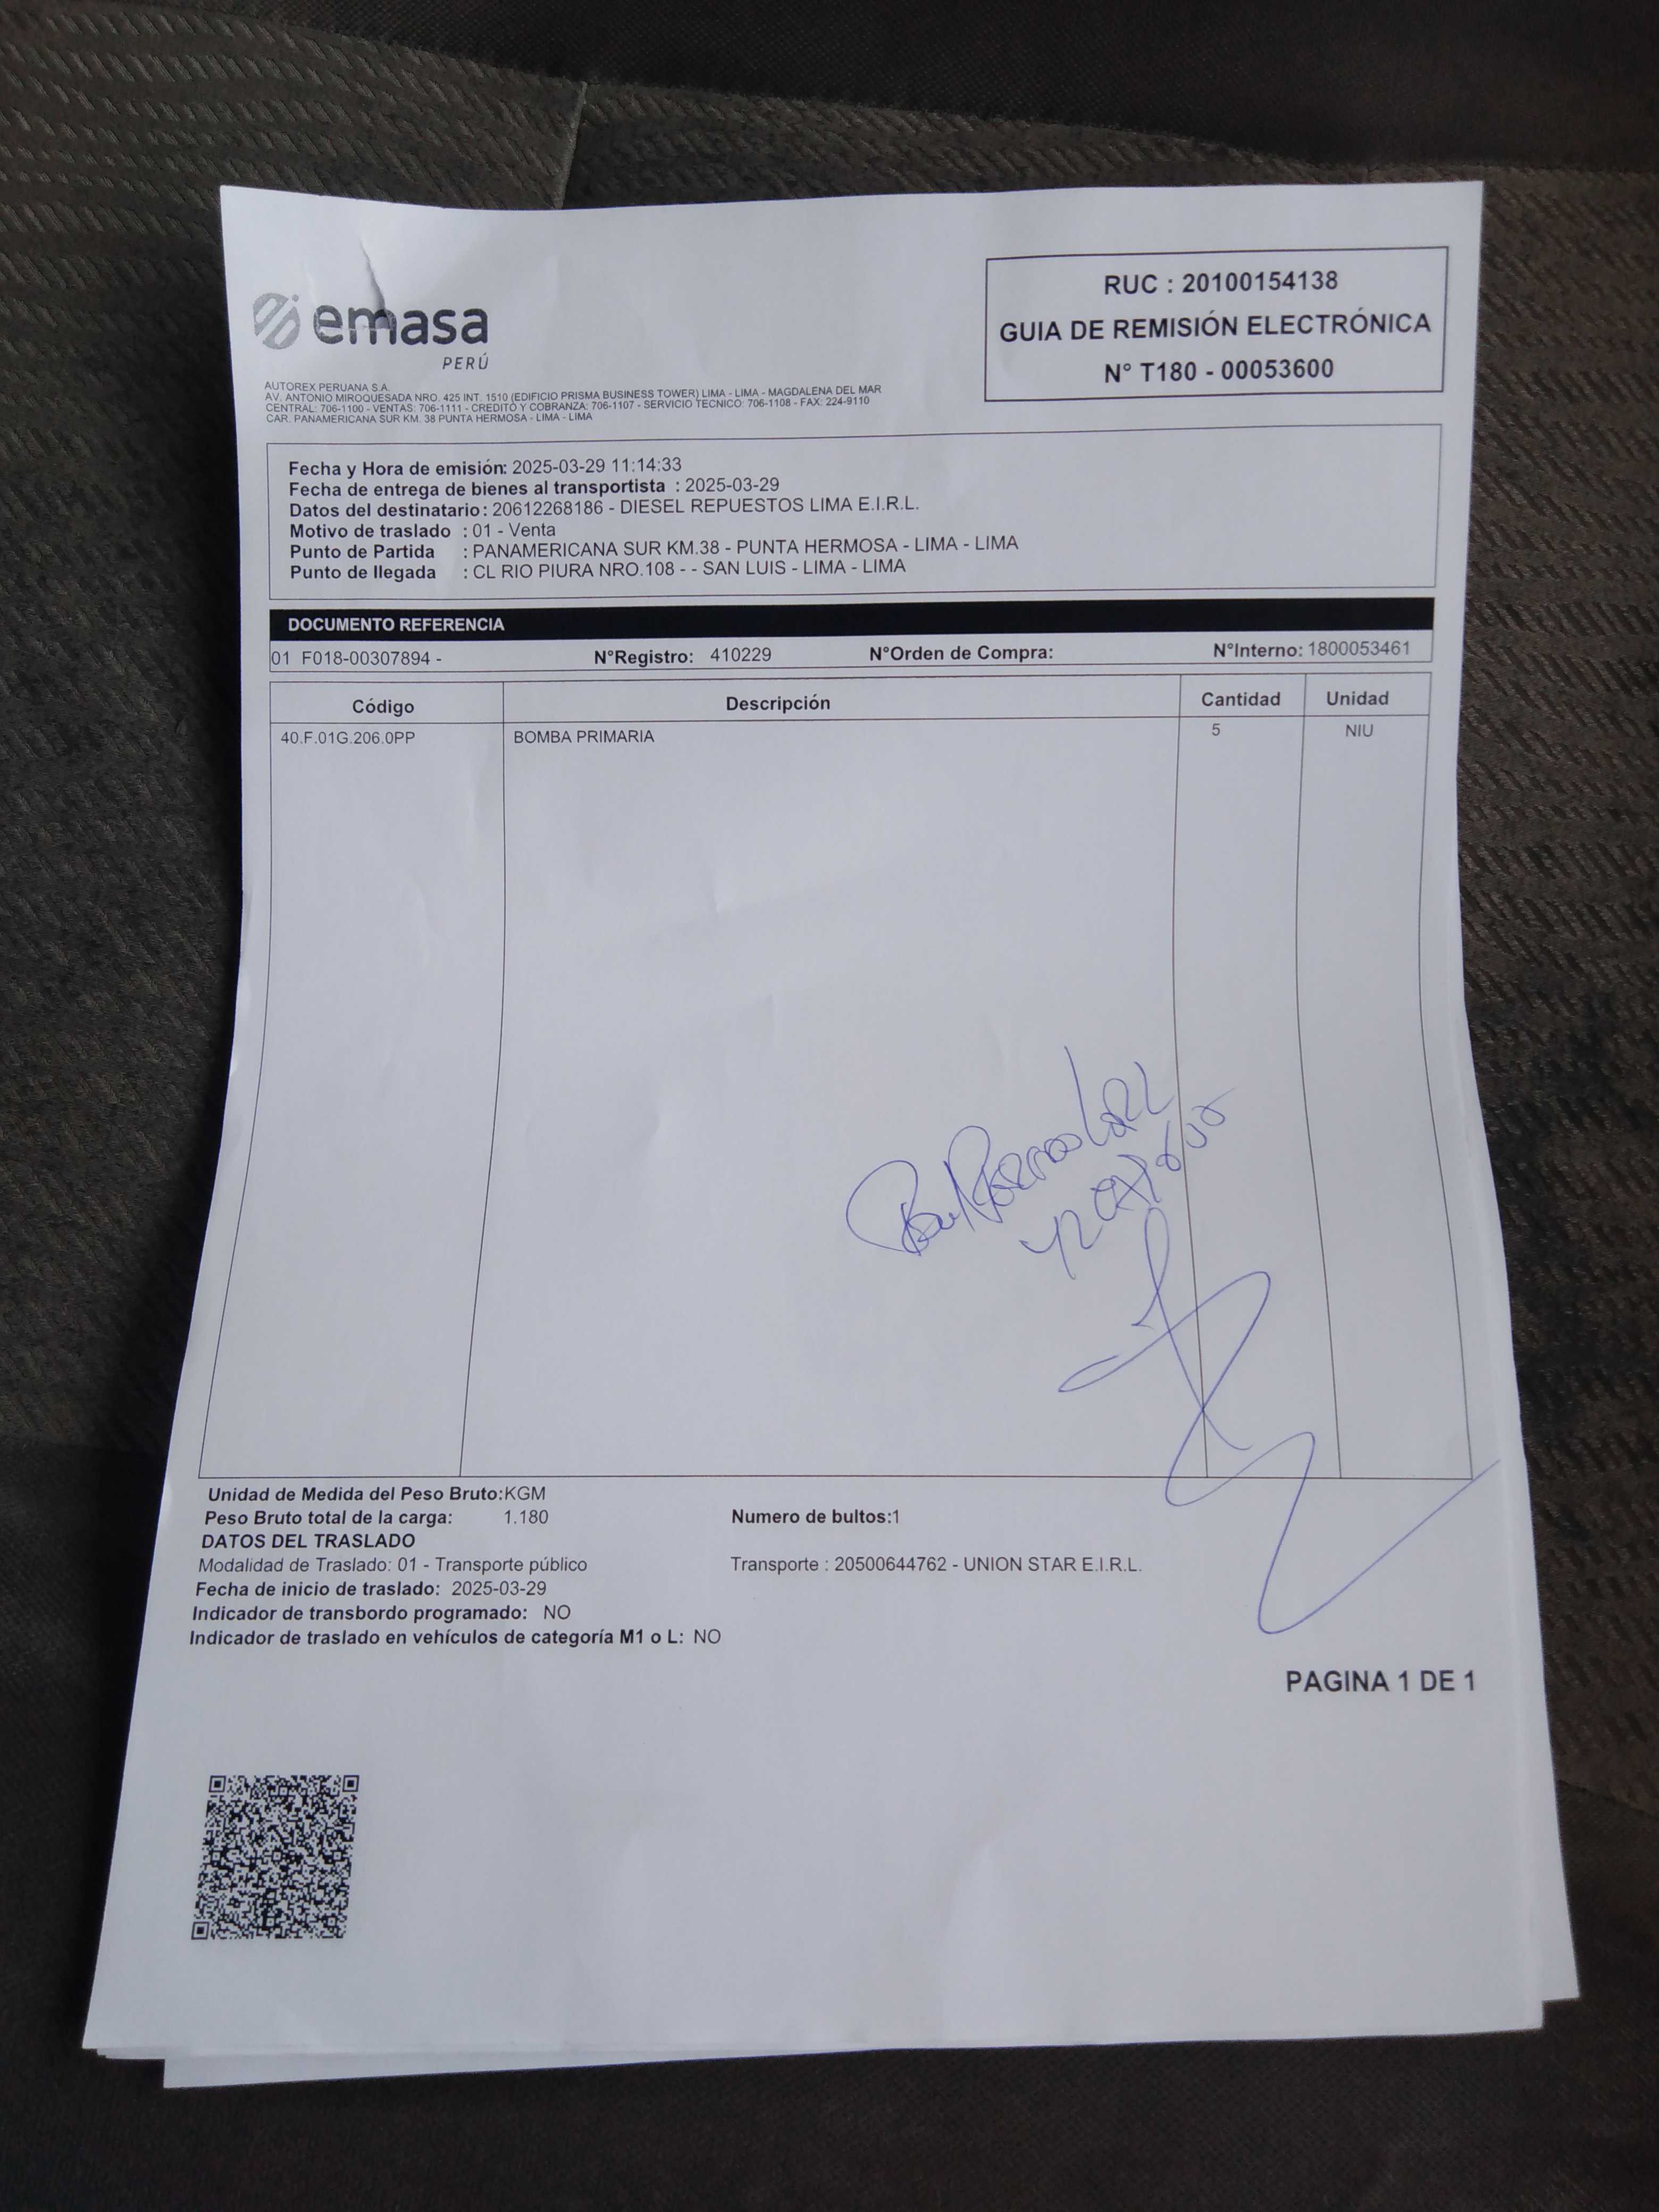 emasa
PERÚ
RUC : 20100154138
GUIA DE REMISIÓN ELECTRÓNICA
N° T180 - 00053600
AUTOREX PERUANA S.A.
AV. ANTONIO MIROQUESADA NRO. 425 INT. 1510 (EDIFICIO PRISMA BUSINESS TOWER) LIMA - LIMA - MAGDALENA DEL MAR
CENTRAL: 706-1100 - VENTAS: 706-1111 - CREDITO Y COBRANZA: 706-1107 - SERVICIO TECNICO: 706-1108 - FAX: 224-9110
CAR. PANAMERICANA SUR KM. 38 PUNTA HERMOSA - LIMA - LIMA
Fecha y Hora de emisión: 2025-03-29 11:14:33
Fecha de entrega de bienes al transportista : 2025-03-29
Datos del destinatario : 20612268186 - DIESEL REPUESTOS LIMA E.I.R.L.
Motivo de traslado : 01 - Venta
Punto de Partida : PANAMERICANA SUR KM.38 - PUNTA HERMOSA - LIMA - LIMA
Punto de llegada : CL RIO PIURA NRO.108 - - SAN LUIS - LIMA - LIMA
DOCUMENTO REFERENCIA
01 F018-00307894 - N°Registro: 410229 N°Orden de Compra: N°Interno: 1800053461
Código Descripción Cantidad Unidad
40.F.01G.206.0PP BOMBA PRIMARIA 5 NIU
Unidad de Medida del Peso Bruto:KGM
Peso Bruto total de la carga: 1.180 Numero de bultos:1
DATOS DEL TRASLADO
Modalidad de Traslado: 01 - Transporte público Transporte : 20500644762 - UNION STAR E.I.R.L.
Fecha de inicio de traslado: 2025-03-29
Indicador de transbordo programado: NO
Indicador de traslado en vehículos de categoría M1 o L: NO
PAGINA 1 DE 1